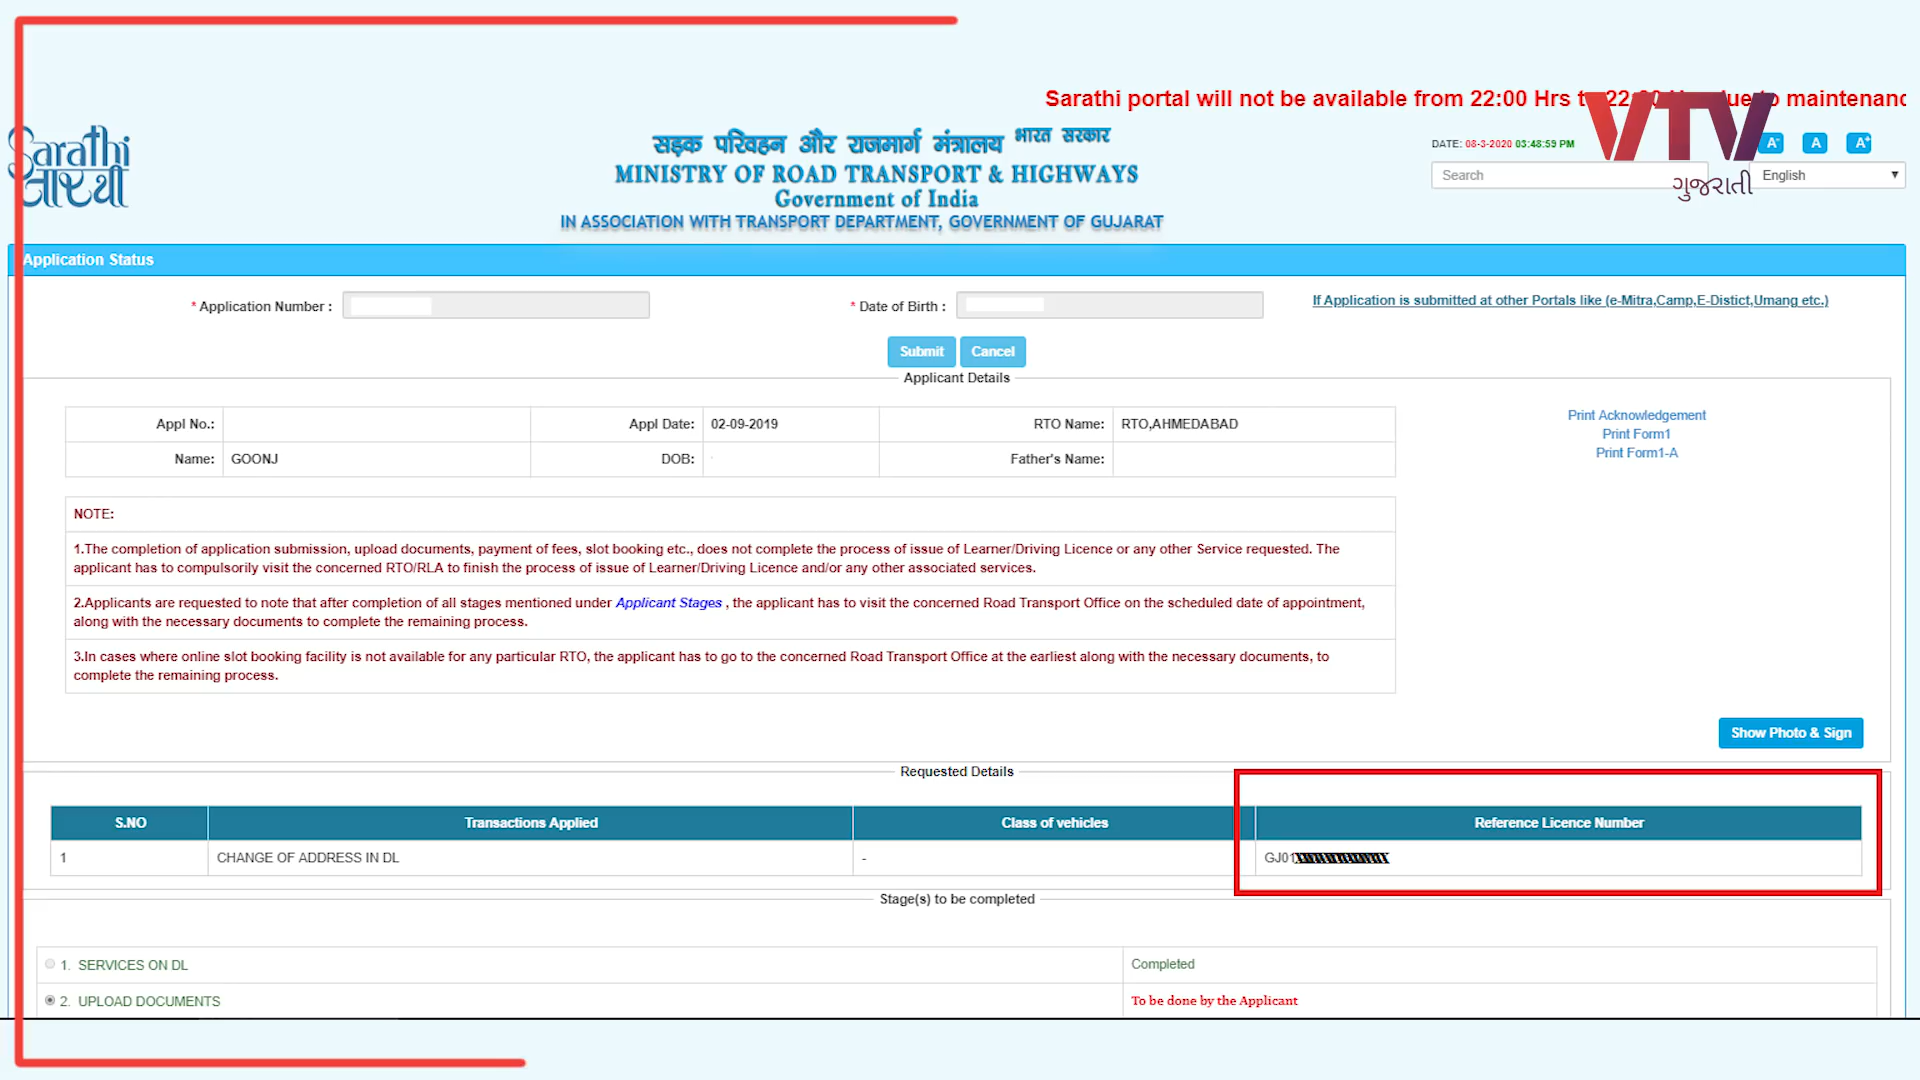 Sarathi portal will not be available from 22:00 Hrs
maintenanc
Sarathi
सारथी
सड़क परिवहन और राजमार्ग मंत्रालय भारत सरकार
MINISTRY OF ROAD TRANSPORT & HIGHWAYS
Government of India
IN ASSOCIATION WITH TRANSPORT DEPARTMENT, GOVERNMENT OF GUJARAT
DATE: 08-3-2020 03:48:59 PM
A- A A+
Search
English
VTV
ગુજરાતી
Application Status
* Application Number :
* Date of Birth :
If Application is submitted at other Portals like (e-Mitra,Camp,E-Distict,Umang etc.)
Submit Cancel
Applicant Details
Appl No.: Appl Date: 02-09-2019 RTO Name: RTO,AHMEDABAD
Name: GOONJ DOB: Father's Name:
Print Acknowledgement
Print Form1
Print Form1-A
NOTE:
1.The completion of application submission, upload documents, payment of fees, slot booking etc., does not complete the process of issue of Learner/Driving Licence or any other Service requested. The
applicant has to compulsorily visit the concerned RTO/RLA to finish the process of issue of Learner/Driving Licence and/or any other associated services.
2.Applicants are requested to note that after completion of all stages mentioned under Applicant Stages , the applicant has to visit the concerned Road Transport Office on the scheduled date of appointment,
along with the necessary documents to complete the remaining process.
3.In cases where online slot booking facility is not available for any particular RTO, the applicant has to go to the concerned Road Transport Office at the earliest along with the necessary documents, to
complete the remaining process.
Show Photo & Sign
Requested Details
S.NO Transactions Applied Class of vehicles Reference Licence Number
1 CHANGE OF ADDRESS IN DL - GJ01
Stage(s) to be completed
1. SERVICES ON DL Completed
2. UPLOAD DOCUMENTS To be done by the Applicant